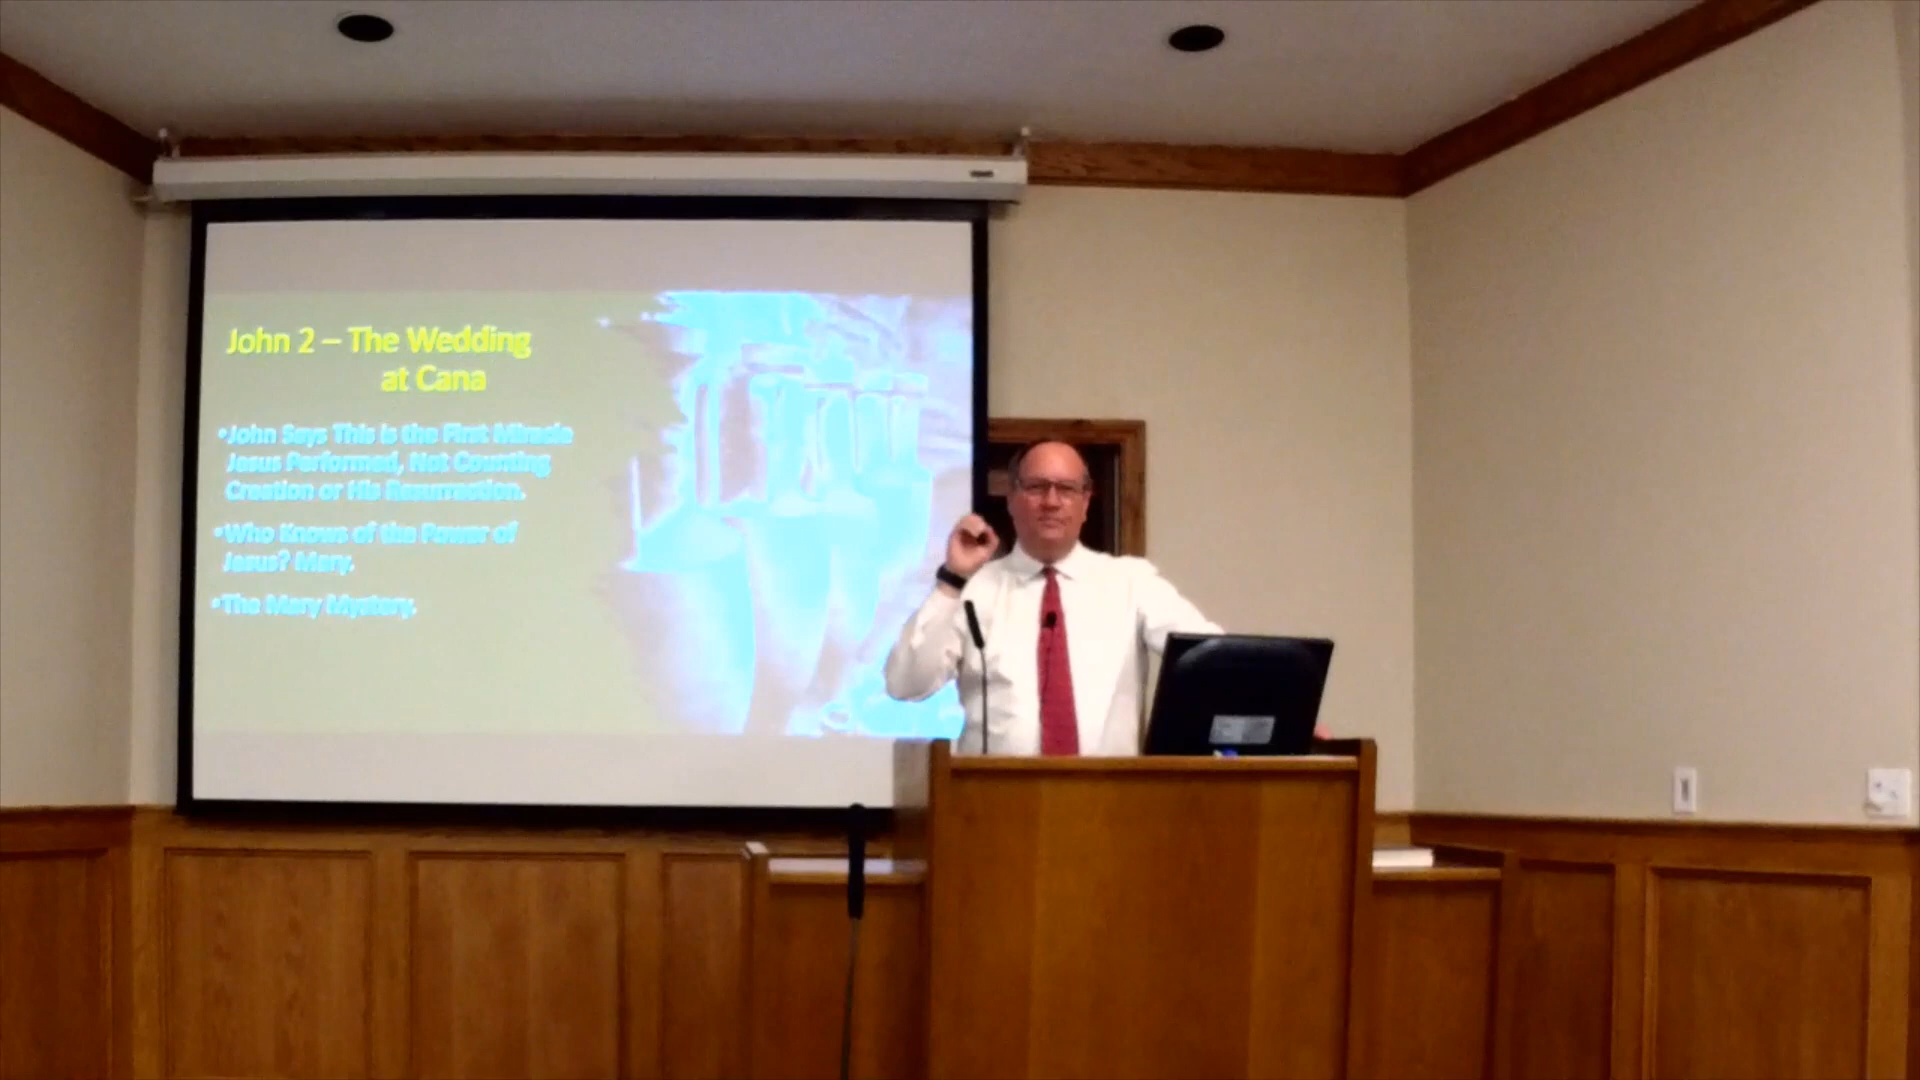 John 2 – The Wedding
at Cana
•John Says This is the First Miracle
Jesus Performed, Not Counting
Creation or His Resurrection.
•Who Knows of the Power of
Jesus? Mary.
•The Mary Mystery.